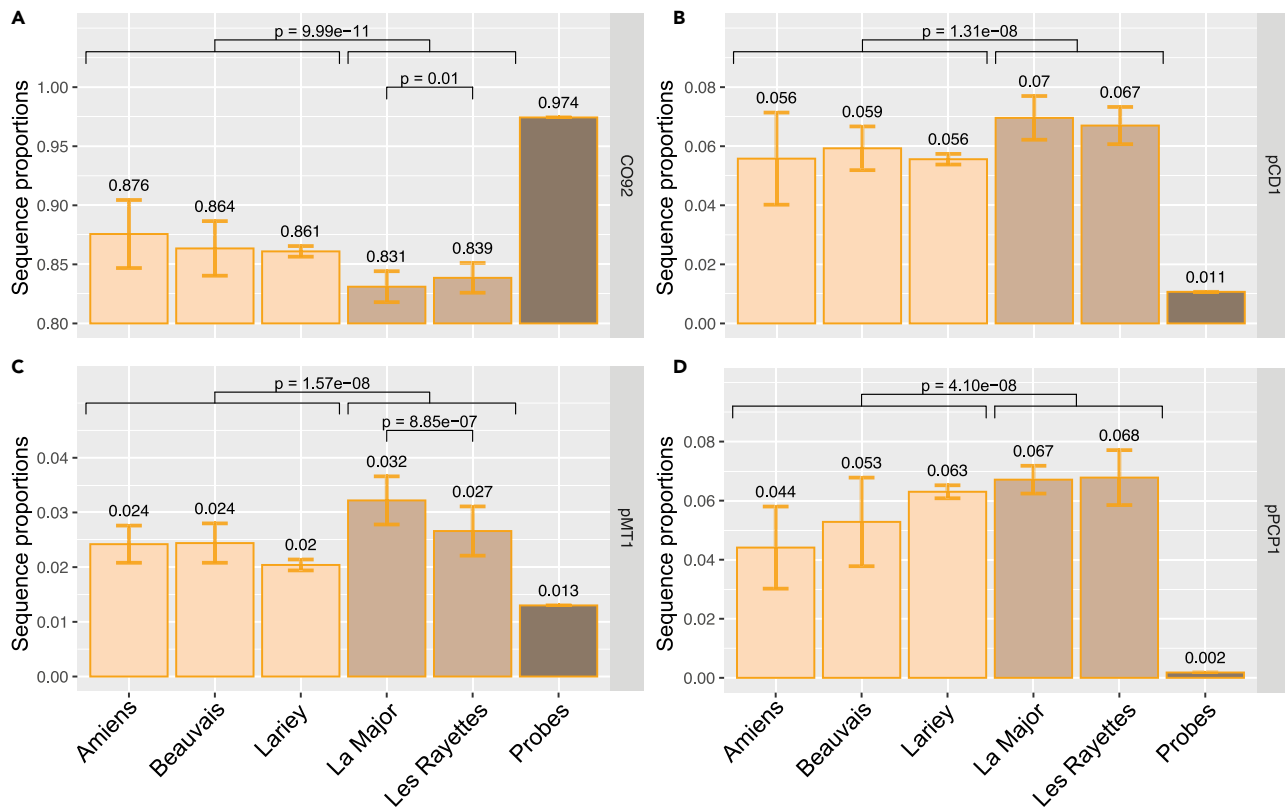 A
B
p = 9.99e−11
p = 0.01
1.00
0.95
0.90
0.85
0.80
Sequence proportions
0.876
0.864
0.861
0.831
0.839
0.974
CO92
p = 1.31e−08
0.08
0.06
0.04
0.02
0.00
Sequence proportions
0.056
0.059
0.056
0.07
0.067
0.011
pCD1
C
D
p = 1.57e−08
p = 8.85e−07
0.04
0.03
0.02
0.01
0.00
Sequence proportions
0.024
0.024
0.02
0.032
0.027
0.013
pMT1
Amiens
Beauvais
Lariey
La Major
Les Rayettes
Probes
p = 4.10e−08
0.08
0.06
0.04
0.02
0.00
Sequence proportions
0.044
0.053
0.063
0.067
0.068
0.002
pPCP1
Amiens
Beauvais
Lariey
La Major
Les Rayettes
Probes